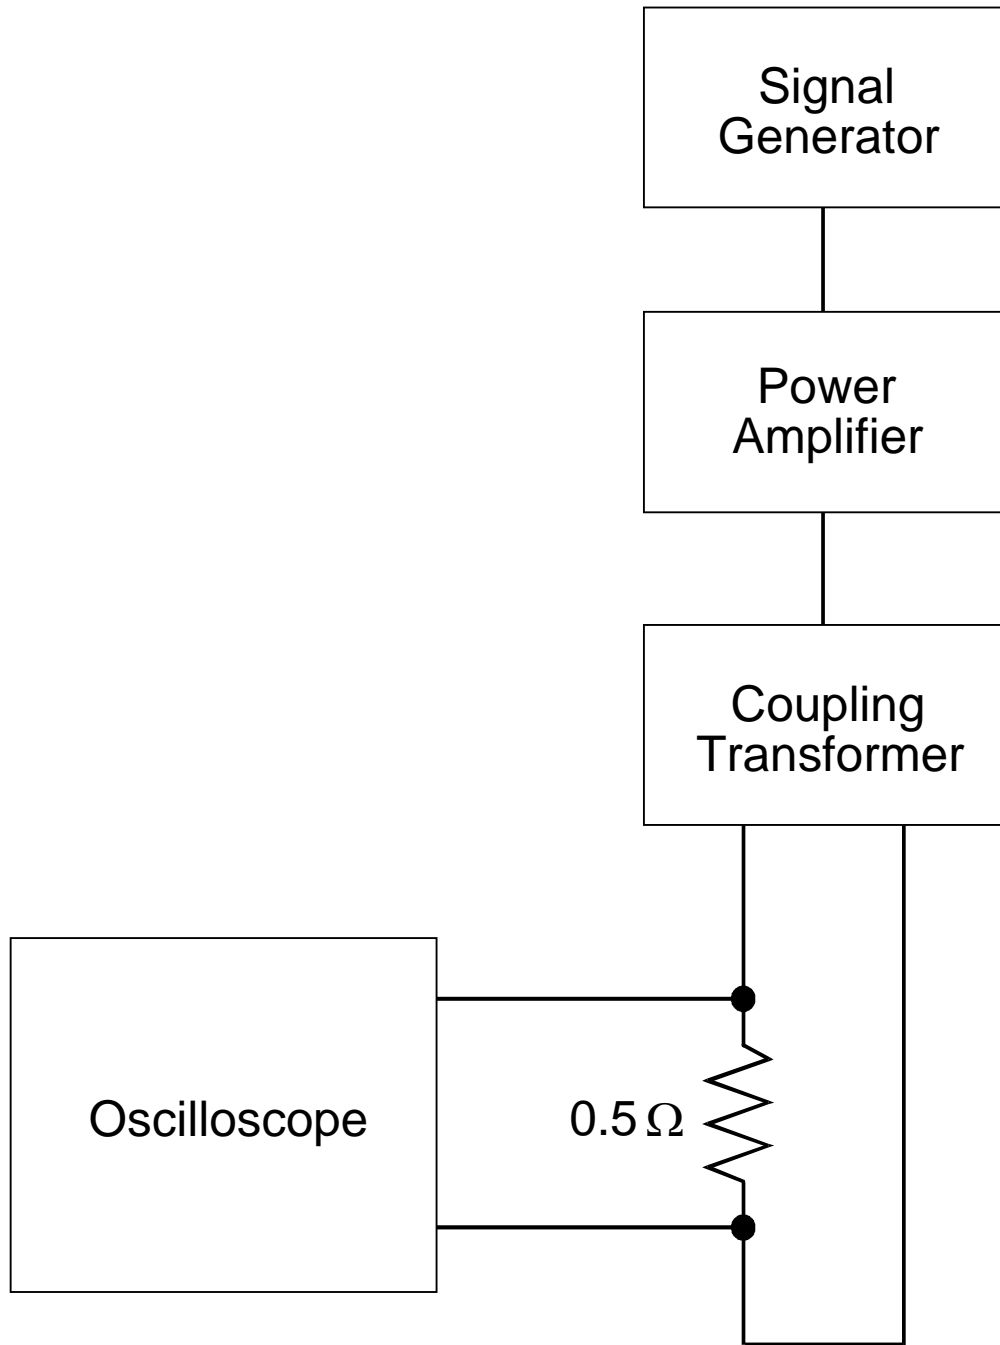 Signal
Generator
Power
Amplifier
Coupling
Transformer
Oscilloscope
0.5 Ω